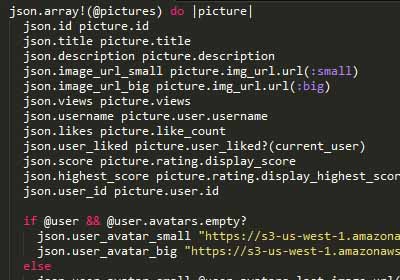 json.array!(@pictures) do |picture|
json.id picture.id
json.title picture.title
json.description picture.description
json.image_url_small picture.img_url.url(:small)
json.image_url_big picture.img_url.url(:big)
json.views picture.views
json.username picture.user.username
json.likes picture.like_count
json.user_liked picture.user_liked?(current_user)
json.score picture.rating.display_score
json.highest_score picture.rating.display_highest_scor
json.user_id picture.user.id
if @user && @user.avatars.empty?
json.user_avatar_small "https://s3-us-west-1.amazona
json.user_avatar_big "https://s3-us-west-1.amazonaws
else